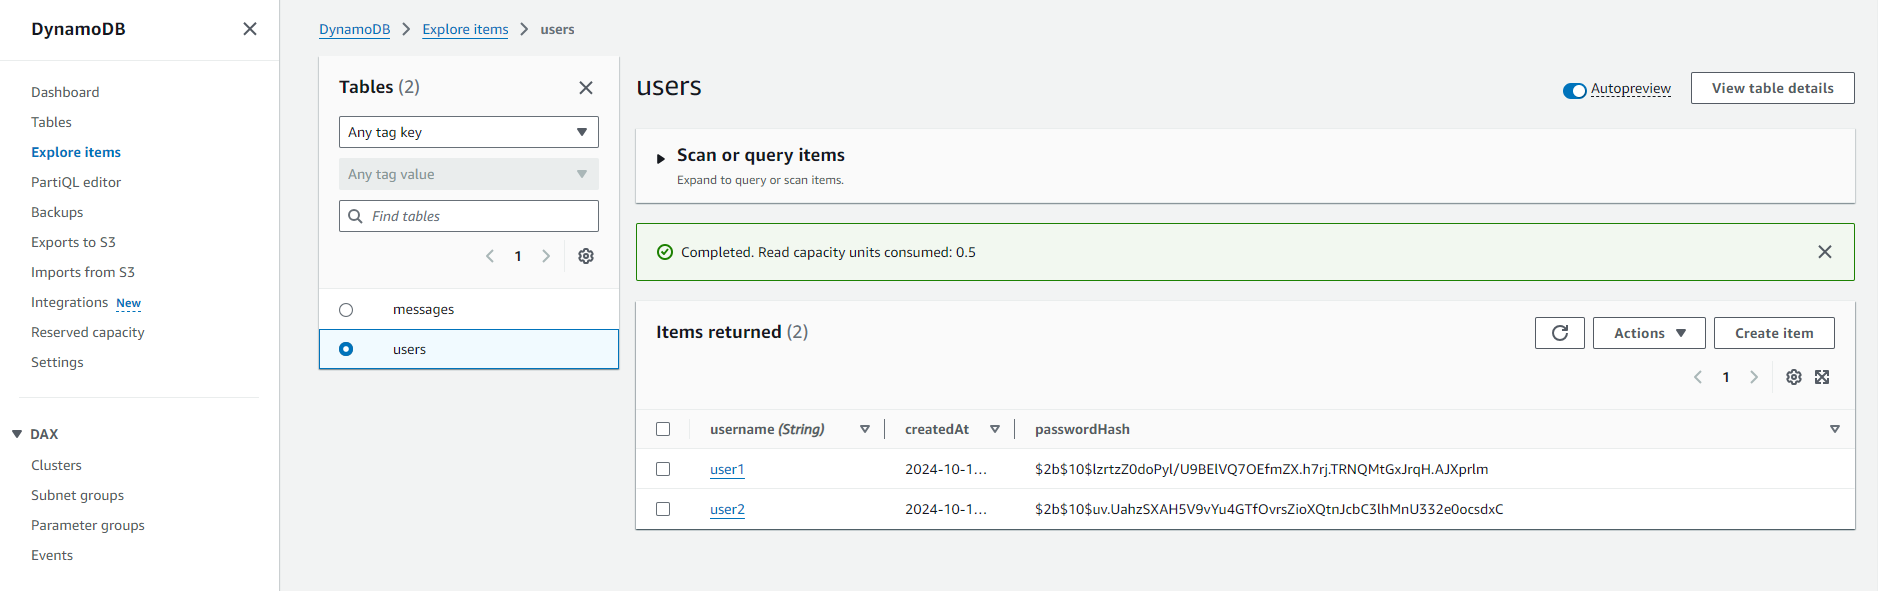 DynamoDB
Dashboard
Tables
Explore items
PartiQL editor
Backups
Exports to S3
Imports from S3
Integrations New
Reserved capacity
Settings
DAX
Clusters
Subnet groups
Parameter groups
Events
DynamoDB > Explore items > users
Tables (2)
Any tag key
Any tag value
Find tables
1
messages
users
users
Autopreview
View table details
Scan or query items
Expand to query or scan items.
Completed. Read capacity units consumed: 0.5
Items returned (2)
Actions
Create item
1
username (String) createdAt passwordHash
user1 2024-10-1... $2b$10$lzrtzZ0doPyl/U9BElVQ7OEfmZX.h7rj.TRNQMtGxJrqH.AJXprlm
user2 2024-10-1... $2b$10$uv.UahzSXAH5V9vYu4GTfOvrsZioXQtnJcbC3lhMnU332e0ocsdxC